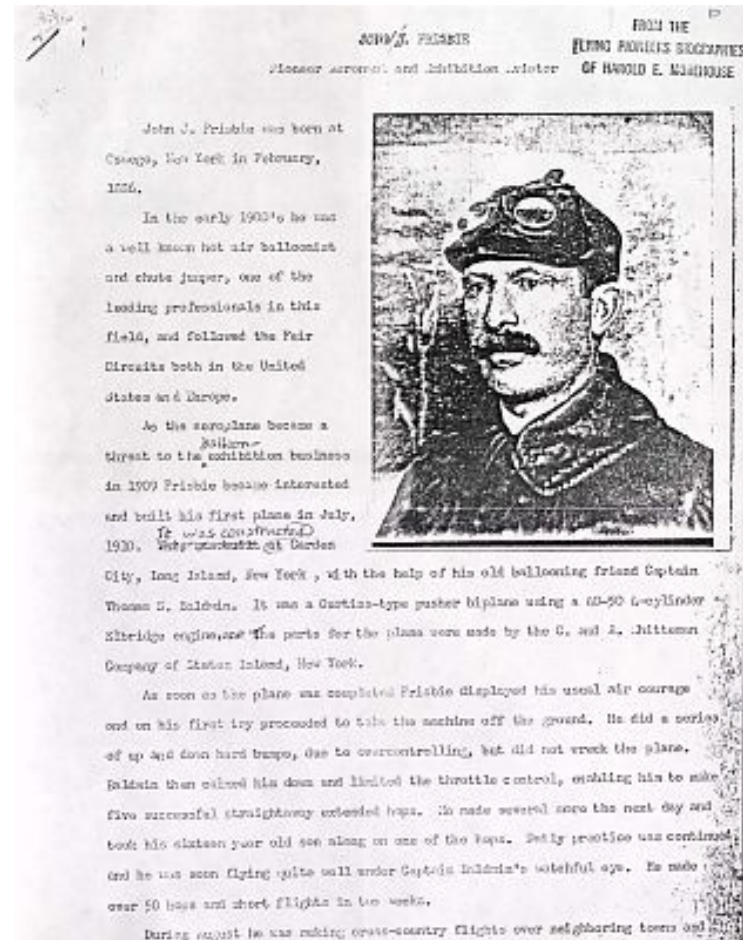 JOHN J. FRISBIE
FROM THE
FLYING PIONEERS BIOGRAPHIES
OF HAROLD E. MOREHOUSE
Pioneer Aeronaut and Exhibition Aviator
John J. Frisbie was born at
Oswego, New York in February,
In the early 1900's he was
a well known hot air balloonist
and chute jumper, one of the
leading professionals in this
field, and followed the Fair
Circuits both in the United
States and Europe.
As the aeroplane became a
balloon
threat to the exhibition business
in 1909 Frisbie became interested
and built his first plane in July,
It was constructed
1910. at Garden
City, Long Island, New York, with the help of his old ballooning friend Captain
Thomas S. Baldwin. It was a Curtiss-type pusher biplane using a 40-50 4-cylinder
Elbridge engine, and the parts for the plane were made by the C. and A. Wittemann
Company of Staten Island, New York.
As soon as the plane was completed Frisbie displayed his usual air courage
and on his first try proceeded to take the machine off the ground. He did a series
of up and down hard bumps, due to overcontrolling, but did not wreck the plane.
Baldwin then calmed him down and limited the throttle control, enabling him to make
five successful straightaway extended hops. He made several more the next day and
took his sixteen year old son along on one of the hops. Daily practice was continued
and he was soon flying quite well under Captain Baldwin's watchful eye. He made
over 50 hops and short flights in two weeks.
During August he was making cross-country flights over neighboring towns and